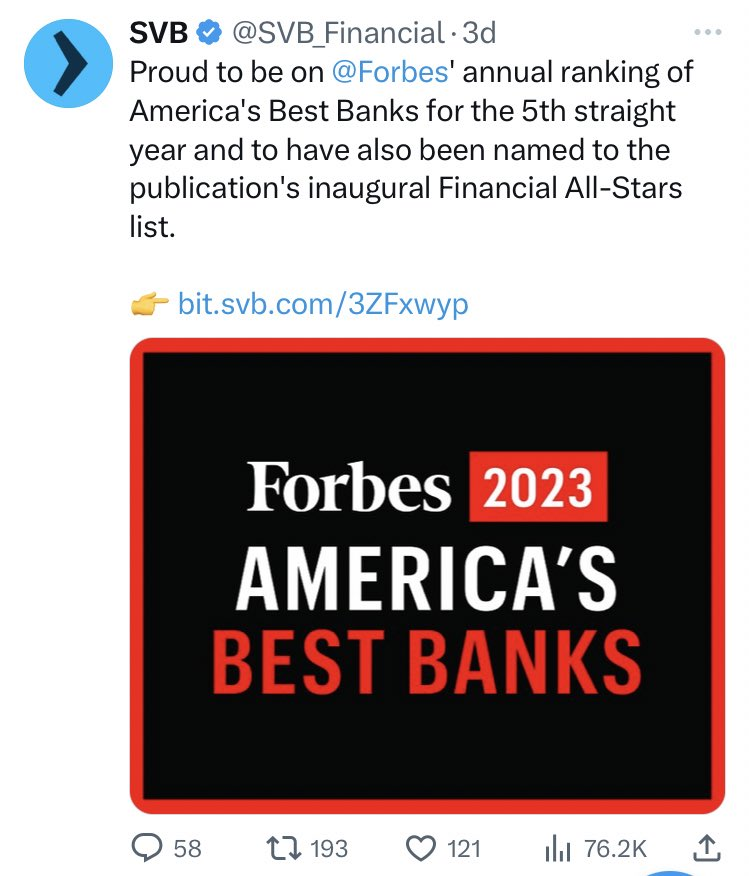 SVB @SVB_Financial · 3d
Proud to be on @Forbes' annual ranking of
America's Best Banks for the 5th straight
year and to have also been named to the
publication's inaugural Financial All-Stars
list.
👉 bit.svb.com/3ZFxwyp
Forbes 2023
AMERICA'S
BEST BANKS
58 193 121 76.2K